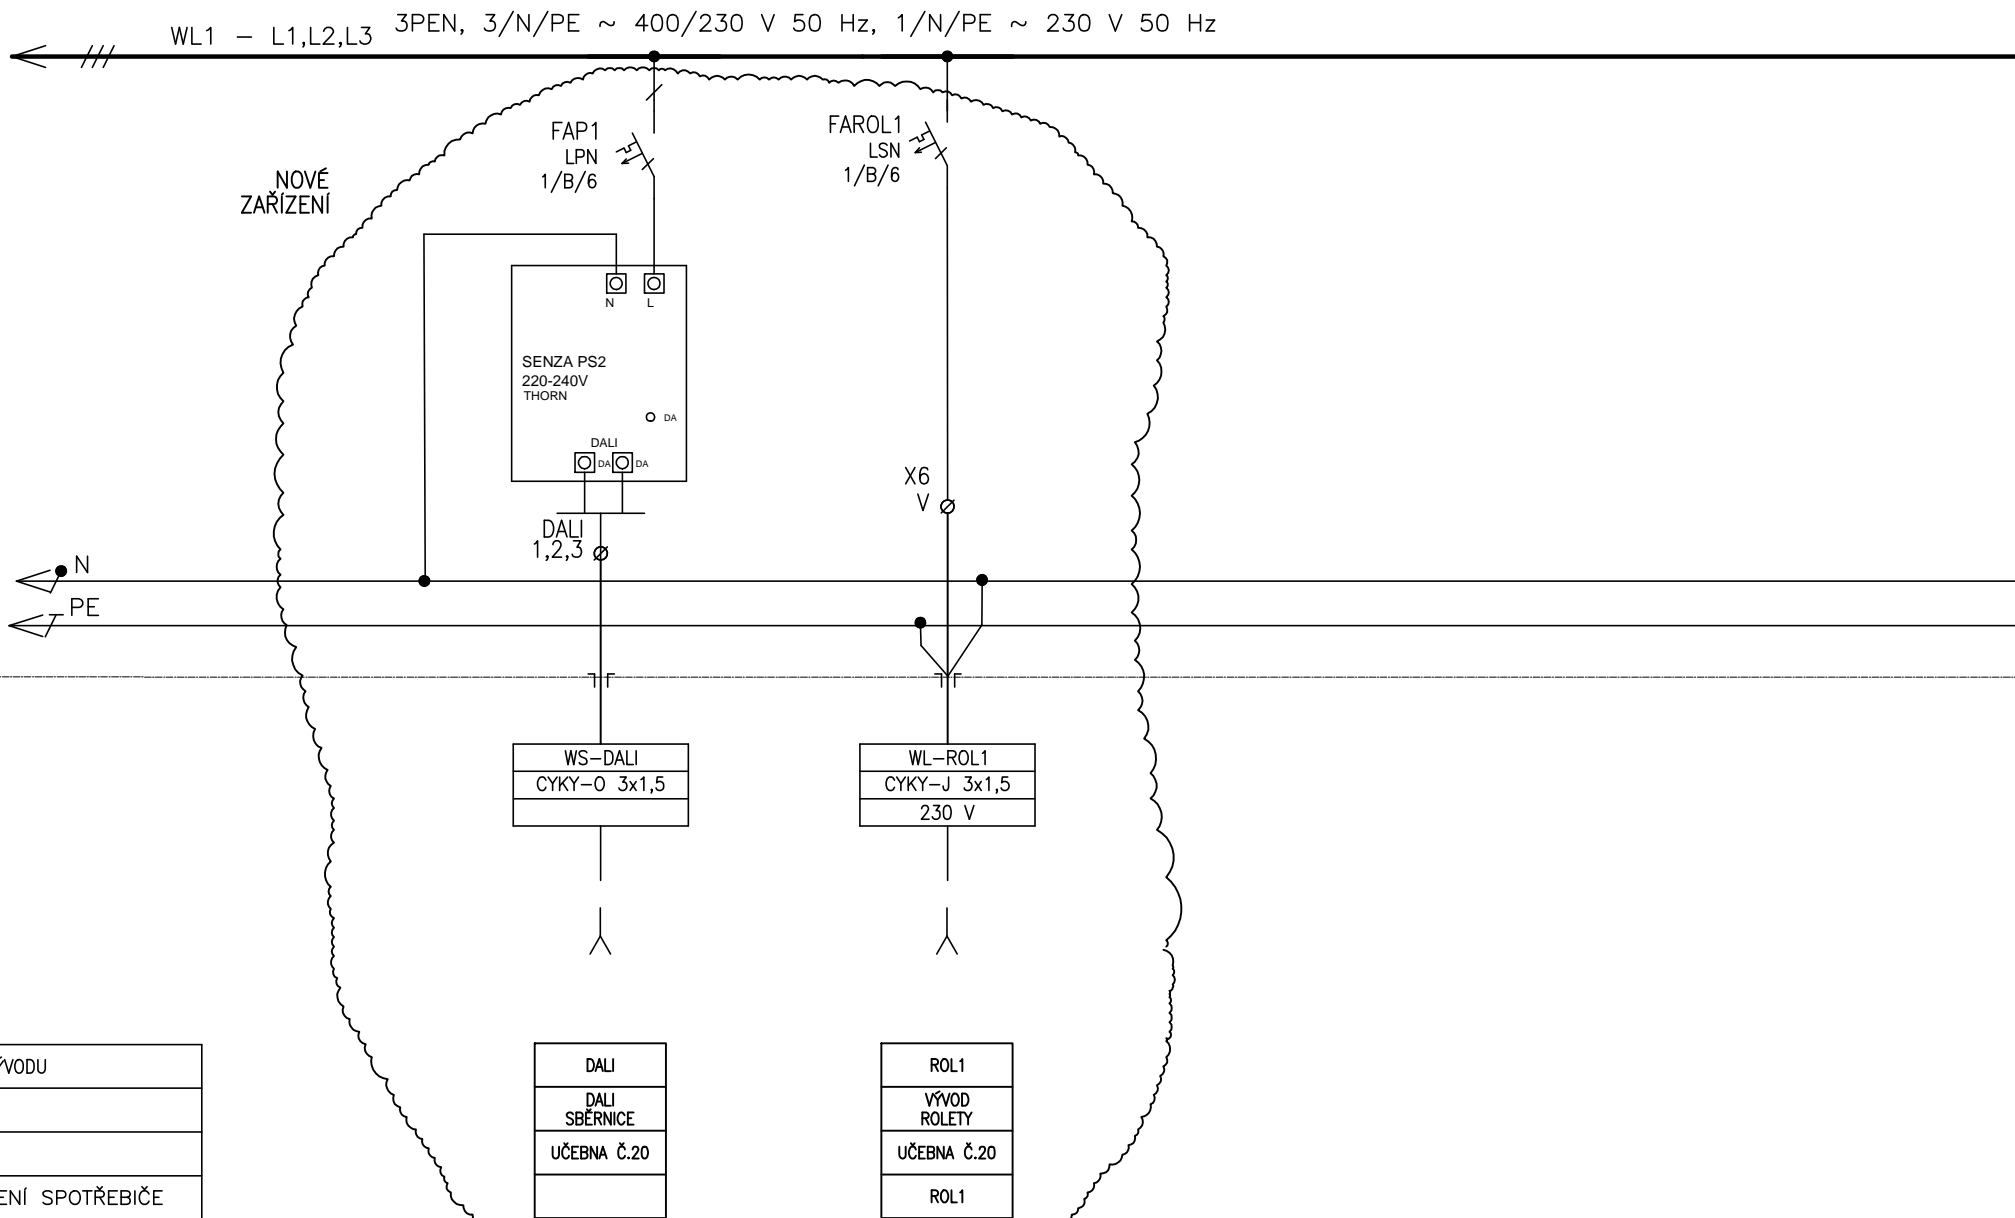 WL1 – L1,L2,L3
3PEN, 3/N/PE ~ 400/230 V 50 Hz, 1/N/PE ~ 230 V 50 Hz
NOVÉ
ZAŘÍZENÍ
FAP1
LPN
1/B/6
FAROL1
LSN
1/B/6
N
L
SENZA PS2
220-240V
THORN
DA
DALI
DA
DA
DALI
1,2,3
X6
V
N
PE
WS–DALI
CYKY–O 3x1,5
WL–ROL1
CYKY–J 3x1,5
230 V
ÝVODU
ENÍ SPOTŘEBIČE
DALI
DALI
SBĚRNICE
UČEBNA Č.20
ROL1
VÝVOD
ROLETY
UČEBNA Č.20
ROL1